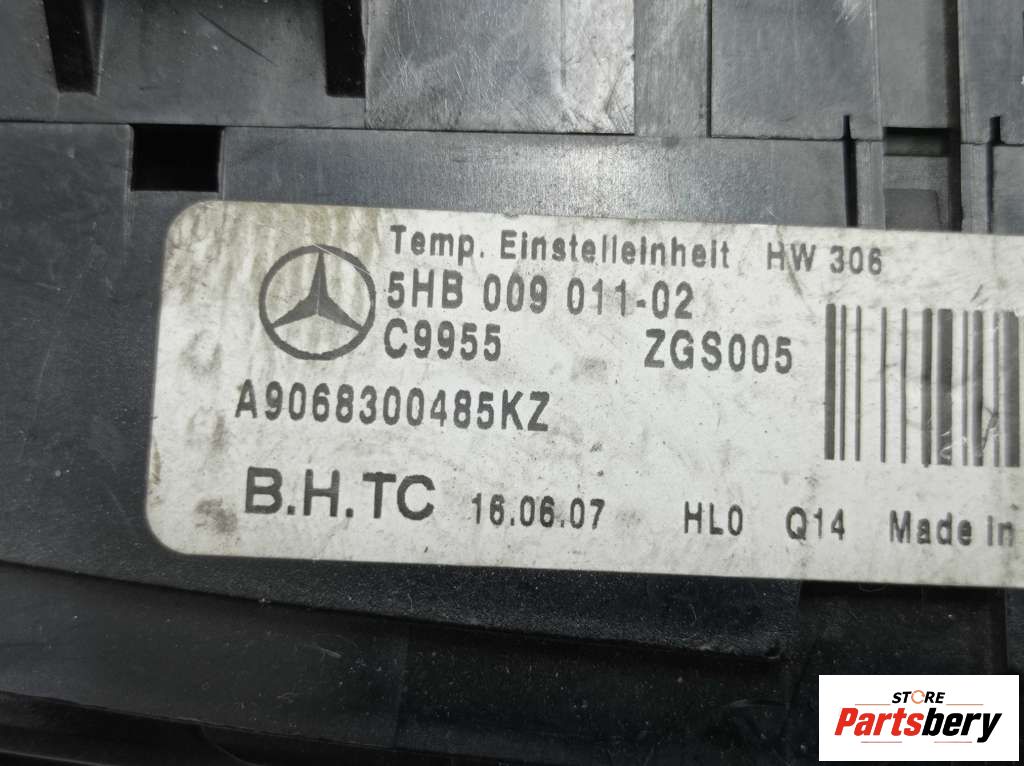 Temp. Einstelleinheit HW 306
5HB 009 011-02
C9955 ZGS005
A9068300485KZ
B.H.TC 16.06.07 HL0 Q14 Made in
STORE
Partsbery